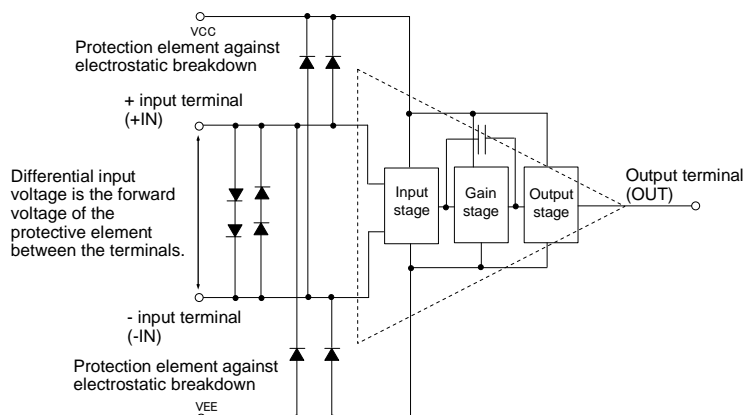 VCC
Protection element against
electrostatic breakdown
+ input terminal
(+IN)
Differential input
voltage is the forward
voltage of the
protective element
between the terminals.
Input
stage
Gain
stage
Output
stage
Output terminal
(OUT)
- input terminal
(-IN)
Protection element against
electrostatic breakdown
VEE